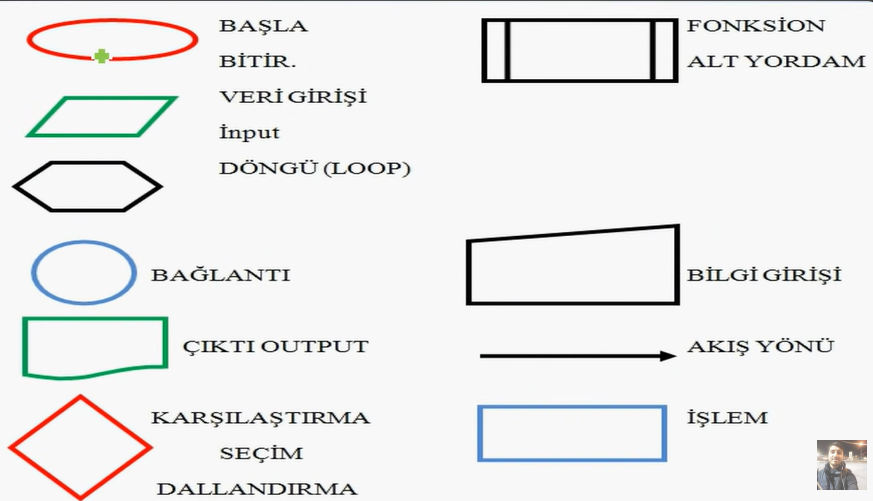 BAŞLA
BİTİR.
VERİ GİRİŞİ
İnput
DÖNGÜ (LOOP)
BAĞLANTI
ÇIKTI OUTPUT
KARŞILAŞTIRMA
SEÇİM
DALLANDIRMA
FONKSİON
ALT YORDAM
BİLGİ GİRİŞİ
AKIŞ YÖNÜ
İŞLEM